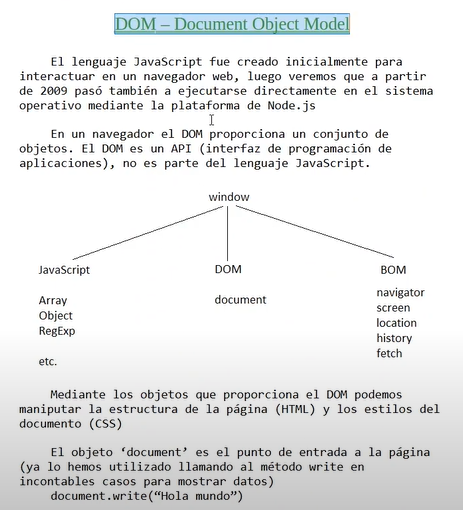 DOM – Document Object Model
El lenguaje JavaScript fue creado inicialmente para
interactuar en un navegador web, luego veremos que a partir
de 2009 pasó también a ejecutarse directamente en el sistema
operativo mediante la plataforma de Node.js
En un navegador el DOM proporciona un conjunto de
objetos. El DOM es un API (interfaz de programación de
aplicaciones), no es parte del lenguaje JavaScript.
window
JavaScript
Array
Object
RegExp
etc.
DOM
document
BOM
navigator
screen
location
history
fetch
Mediante los objetos que proporciona el DOM podemos
maniputar la estructura de la página (HTML) y los estilos del
documento (CSS)
El objeto ‘document’ es el punto de entrada a la página
(ya lo hemos utilizado llamando al método write en
incontables casos para mostrar datos)
document.write(“Hola mundo”)